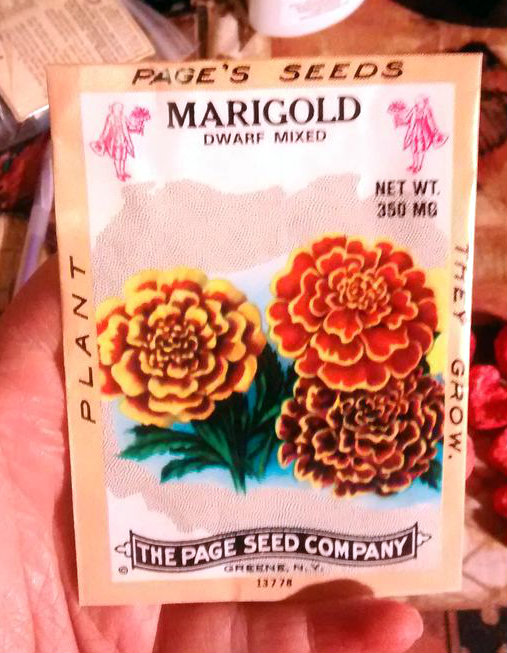 PAGE'S SEEDS
MARIGOLD
DWARF MIXED
NET WT.
350 MG
PLANT
THEY GROW.
THE PAGE SEED COMPANY
© GREENE, N.Y.
13778